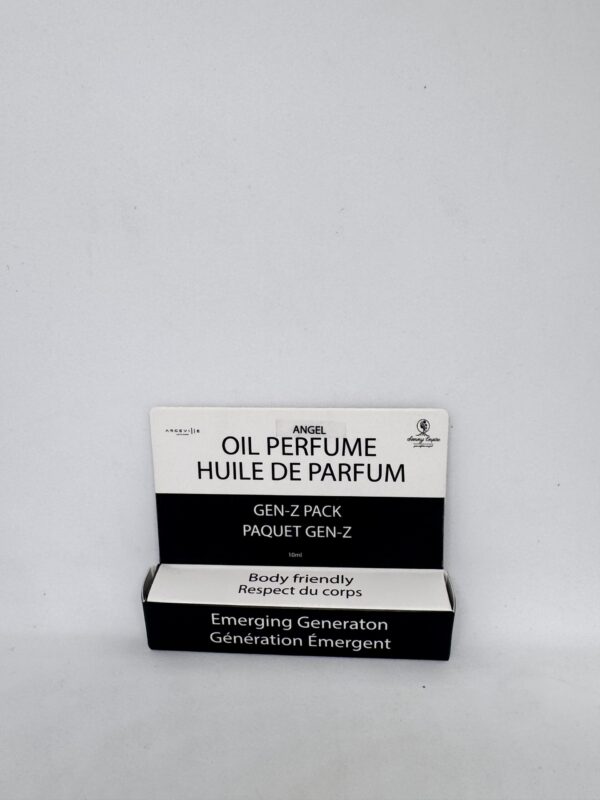 ARGEVILLE
ANGEL
OIL PERFUME
HUILE DE PARFUM
GEN-Z PACK
PAQUET GEN-Z
10ml
Body friendly
Respect du corps
Emerging Generaton
Génération Émergent